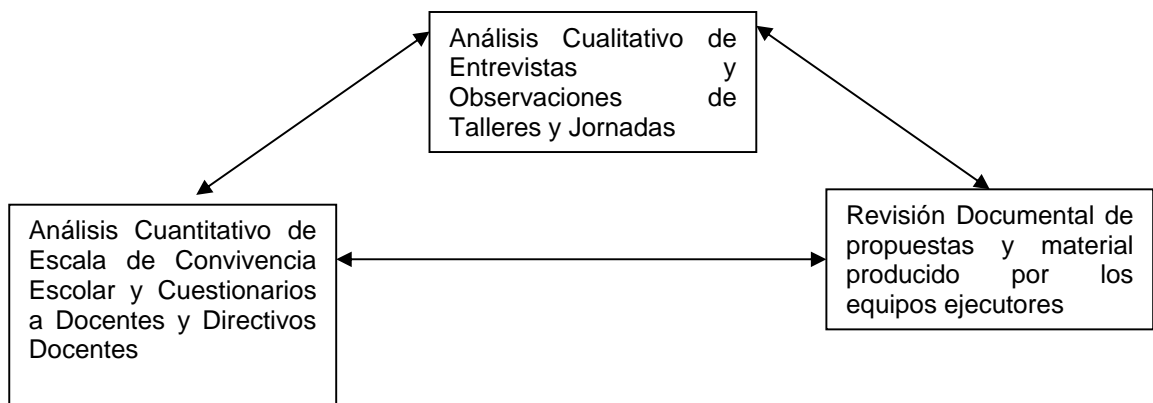 Análisis Cualitativo de
Entrevistas y
Observaciones de
Talleres y Jornadas
Análisis Cuantitativo de
Escala de Convivencia
Escolar y Cuestionarios
a Docentes y Directivos
Docentes
Revisión Documental de
propuestas y material
producido por los
equipos ejecutores